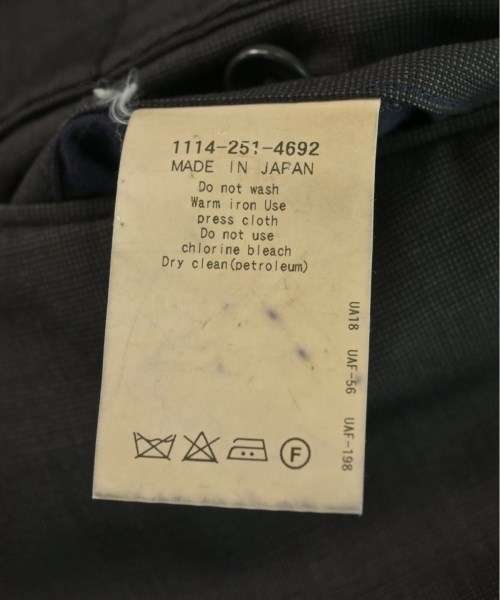 1114-251-4692
MADE IN JAPAN
Do not wash
Warm iron Use
press cloth
Do not use
chlorine bleach
Dry clean(petroleum)
UA18 UAF-56 UAF-198
F